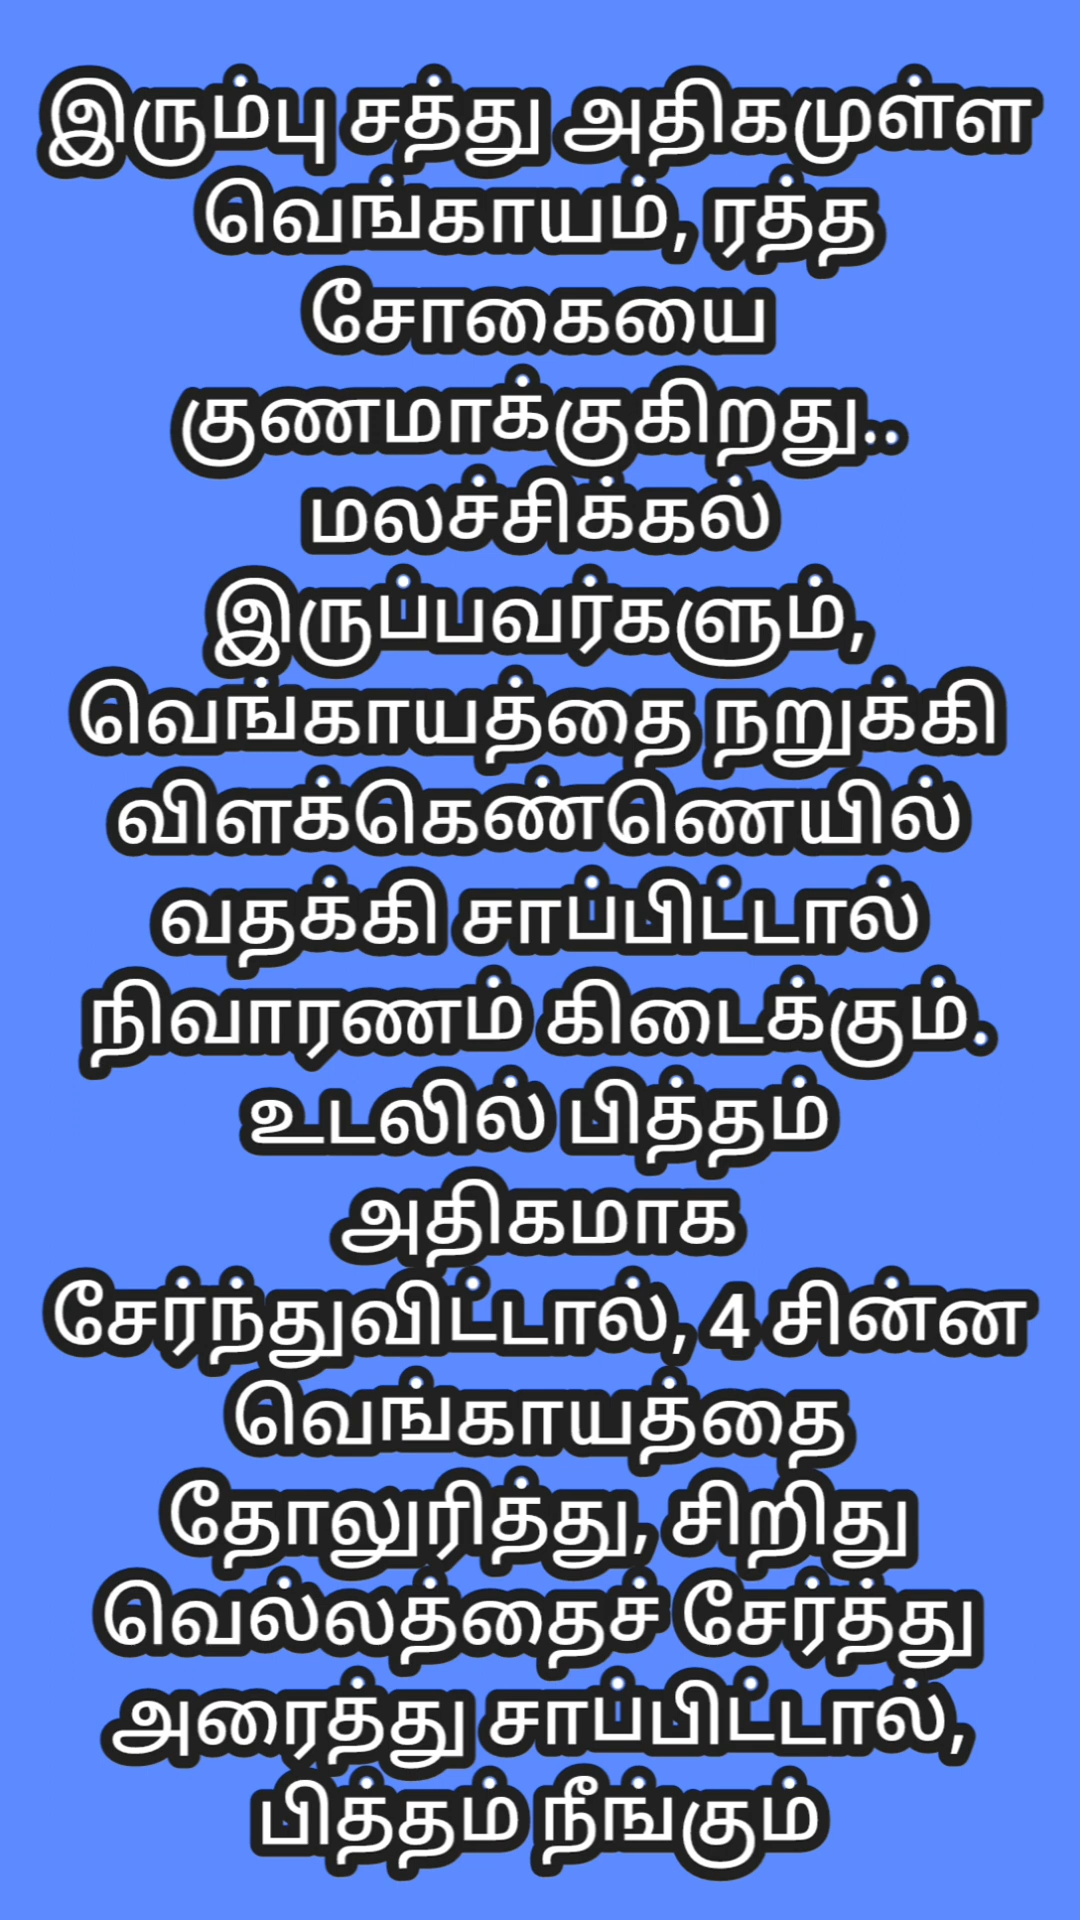 இரும்பு சத்து அதிகமுள்ள
வெங்காயம், ரத்த
சோகையை
குணமாக்குகிறது..
மலச்சிக்கல்
இருப்பவர்களும்,
வெங்காயத்தை நறுக்கி
விளக்கெண்ணெயில்
வதக்கி சாப்பிட்டால்
நிவாரணம் கிடைக்கும்.
உடலில் பித்தம்
அதிகமாக
சேர்ந்துவிட்டால், 4 சின்ன
வெங்காயத்தை
தோலுரித்து, சிறிது
வெல்லத்தைச் சேர்த்து
அரைத்து சாப்பிட்டால்,
பித்தம் நீங்கும்